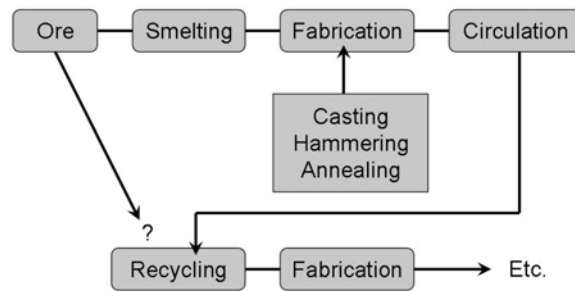 Ore
Smelting
Fabrication
Circulation
Casting
Hammering
Annealing
?
Recycling
Fabrication
Etc.